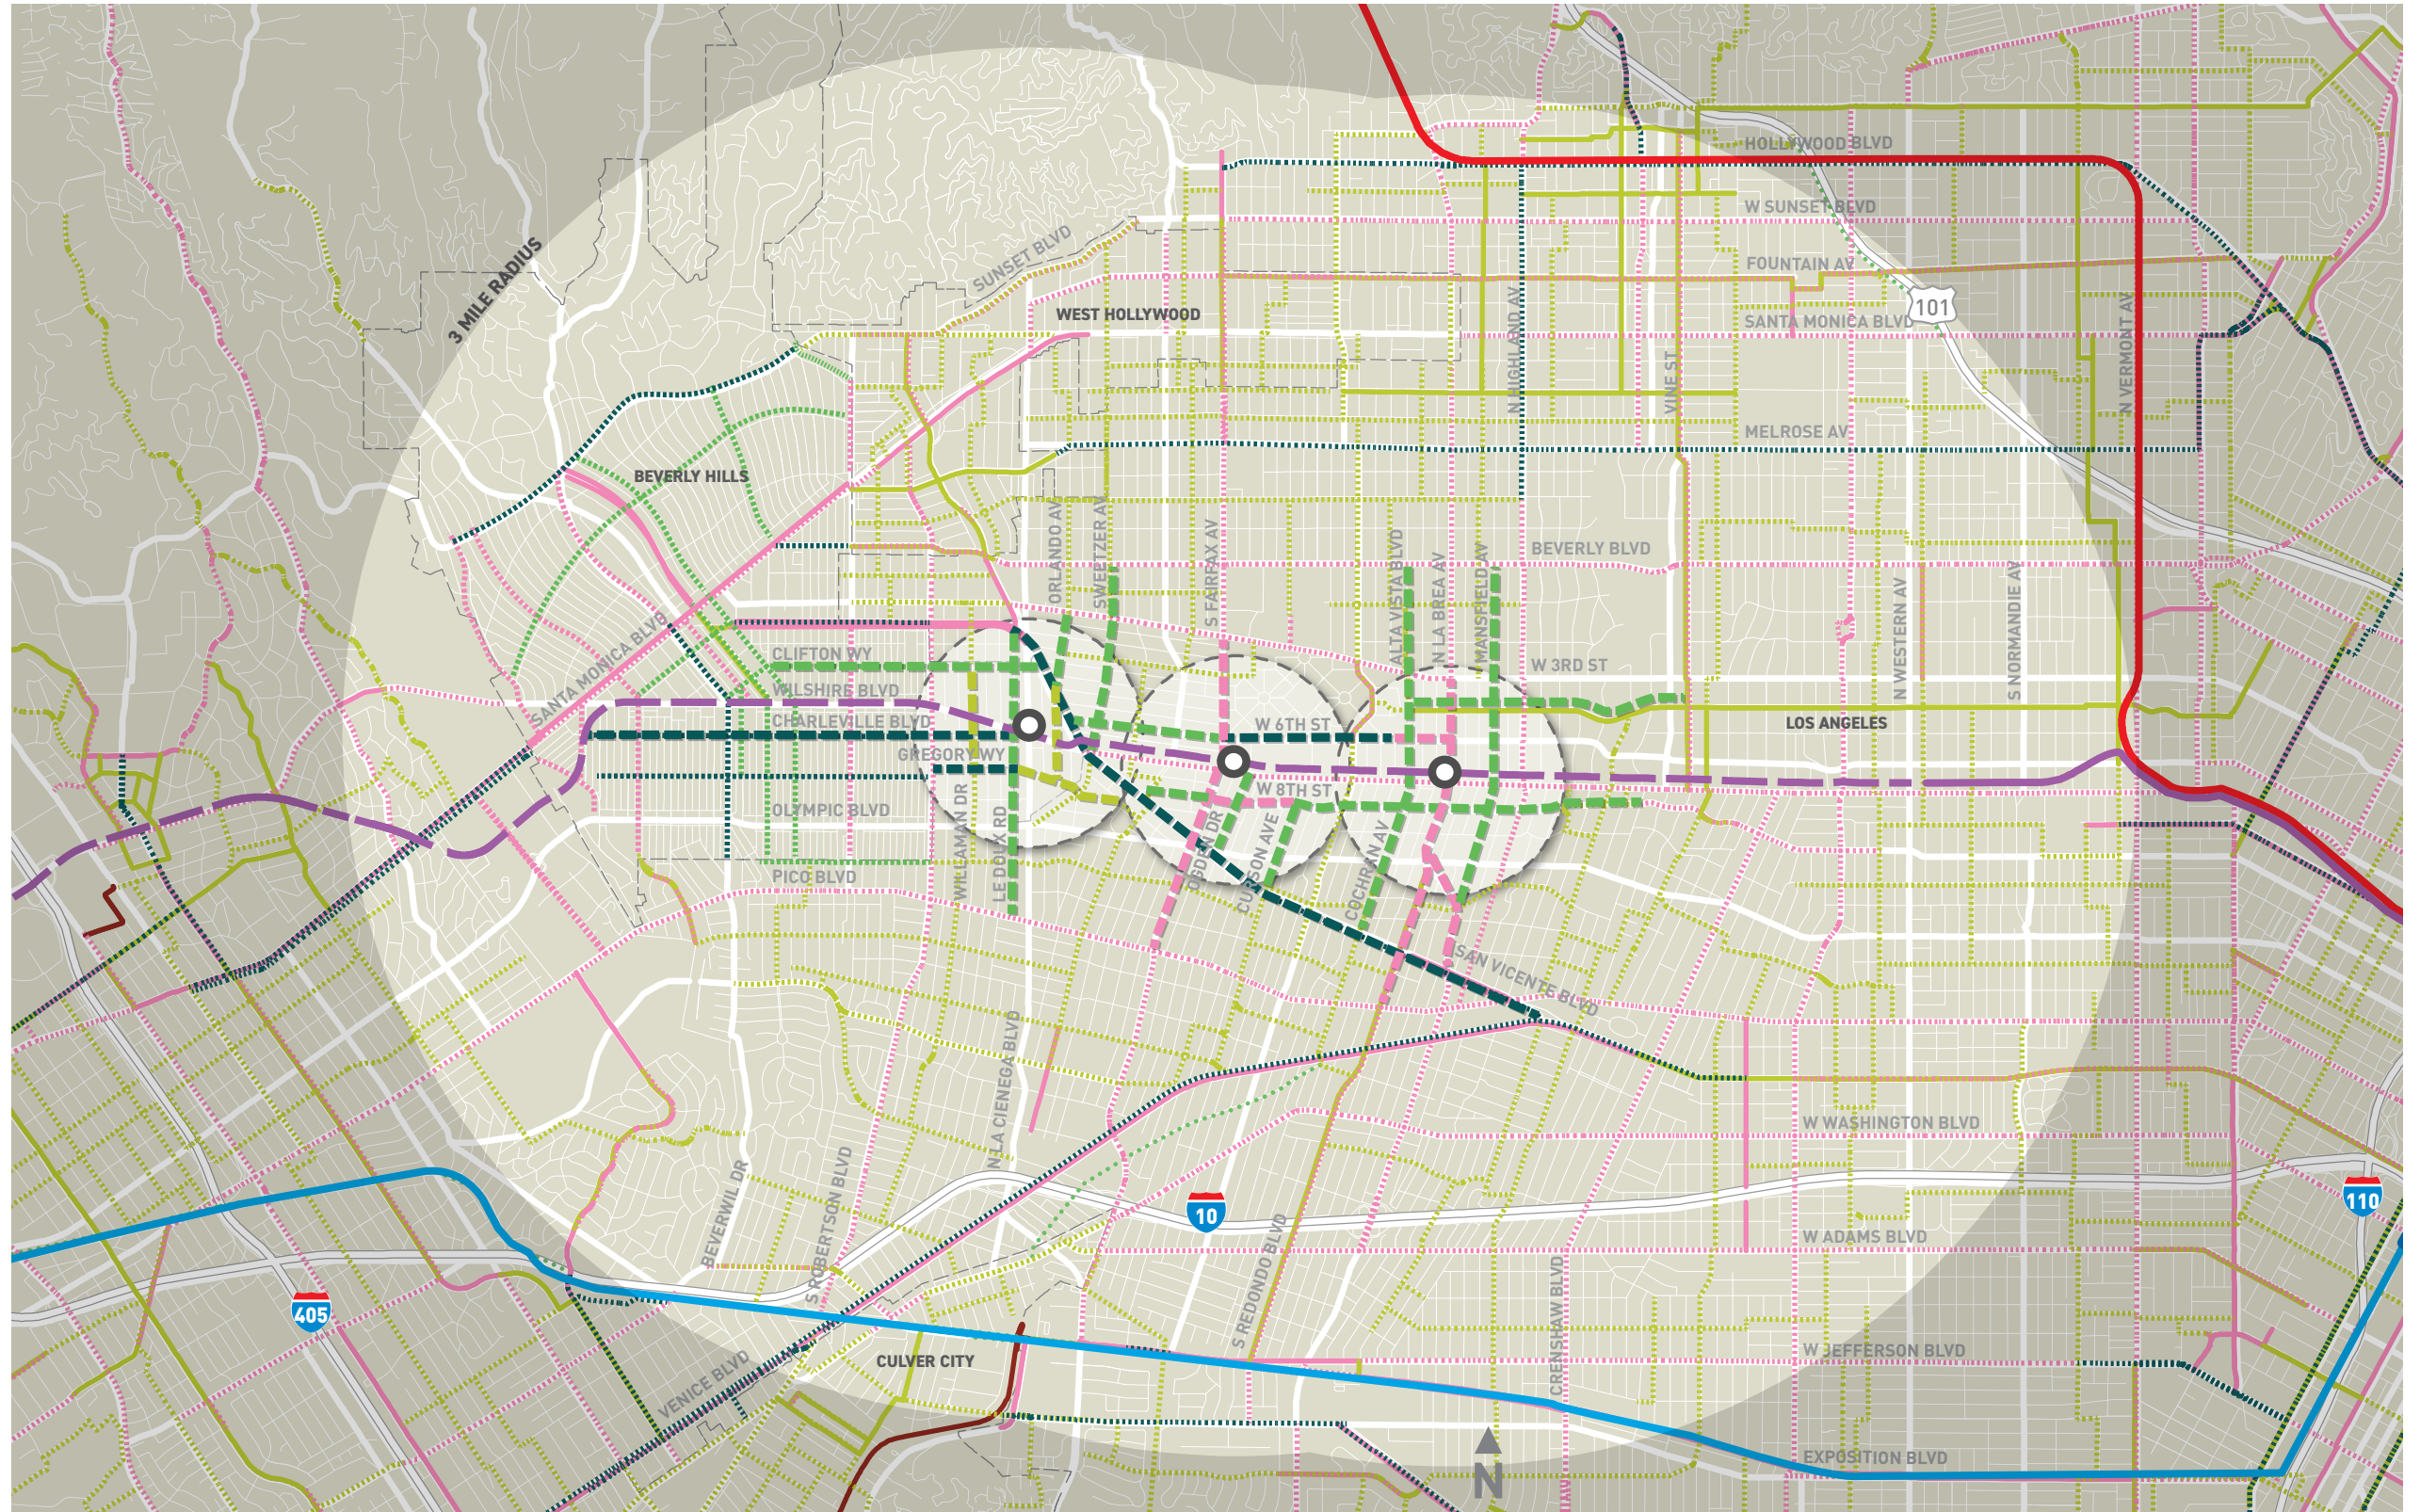 HOLLYWOOD BLVD
W SUNSET BLVD
FOUNTAIN AV
SUNSET BLVD
3 MILE RADIUS
101
WEST HOLLYWOOD
SANTA MONICA BLVD
N HIGHLAND AV
VINE ST
N VERMONT AV
MELROSE AV
BEVERLY HILLS
ORLANDO AV
SWEETZER AV
S FAIRFAX AV
ALTA VISTA BLVD
N LA BREA AV
MANSFIELD AV
BEVERLY BLVD
N WESTERN AV
S NORMANDIE AV
SANTA MONICA BLVD
CLIFTON WY
W 3RD ST
WILSHIRE BLVD
CHARLEVILLE BLVD
W 6TH ST
LOS ANGELES
GREGORY WY
W 8TH ST
OLYMPIC BLVD
WILLAMAN DR
LE DOUX RD
OGDEN DR
CURSON AVE
COCHRAN AV
PICO BLVD
SAN VICENTE BLVD
N LA CIENEGA BLVD
W WASHINGTON BLVD
BEVERWIL DR
S ROBERTSON BLVD
10
110
S REDONDO BLVD
W ADAMS BLVD
CRENSHAW BLVD
405
VENICE BLVD
CULVER CITY
W JEFFERSON BLVD
EXPOSITION BLVD
N